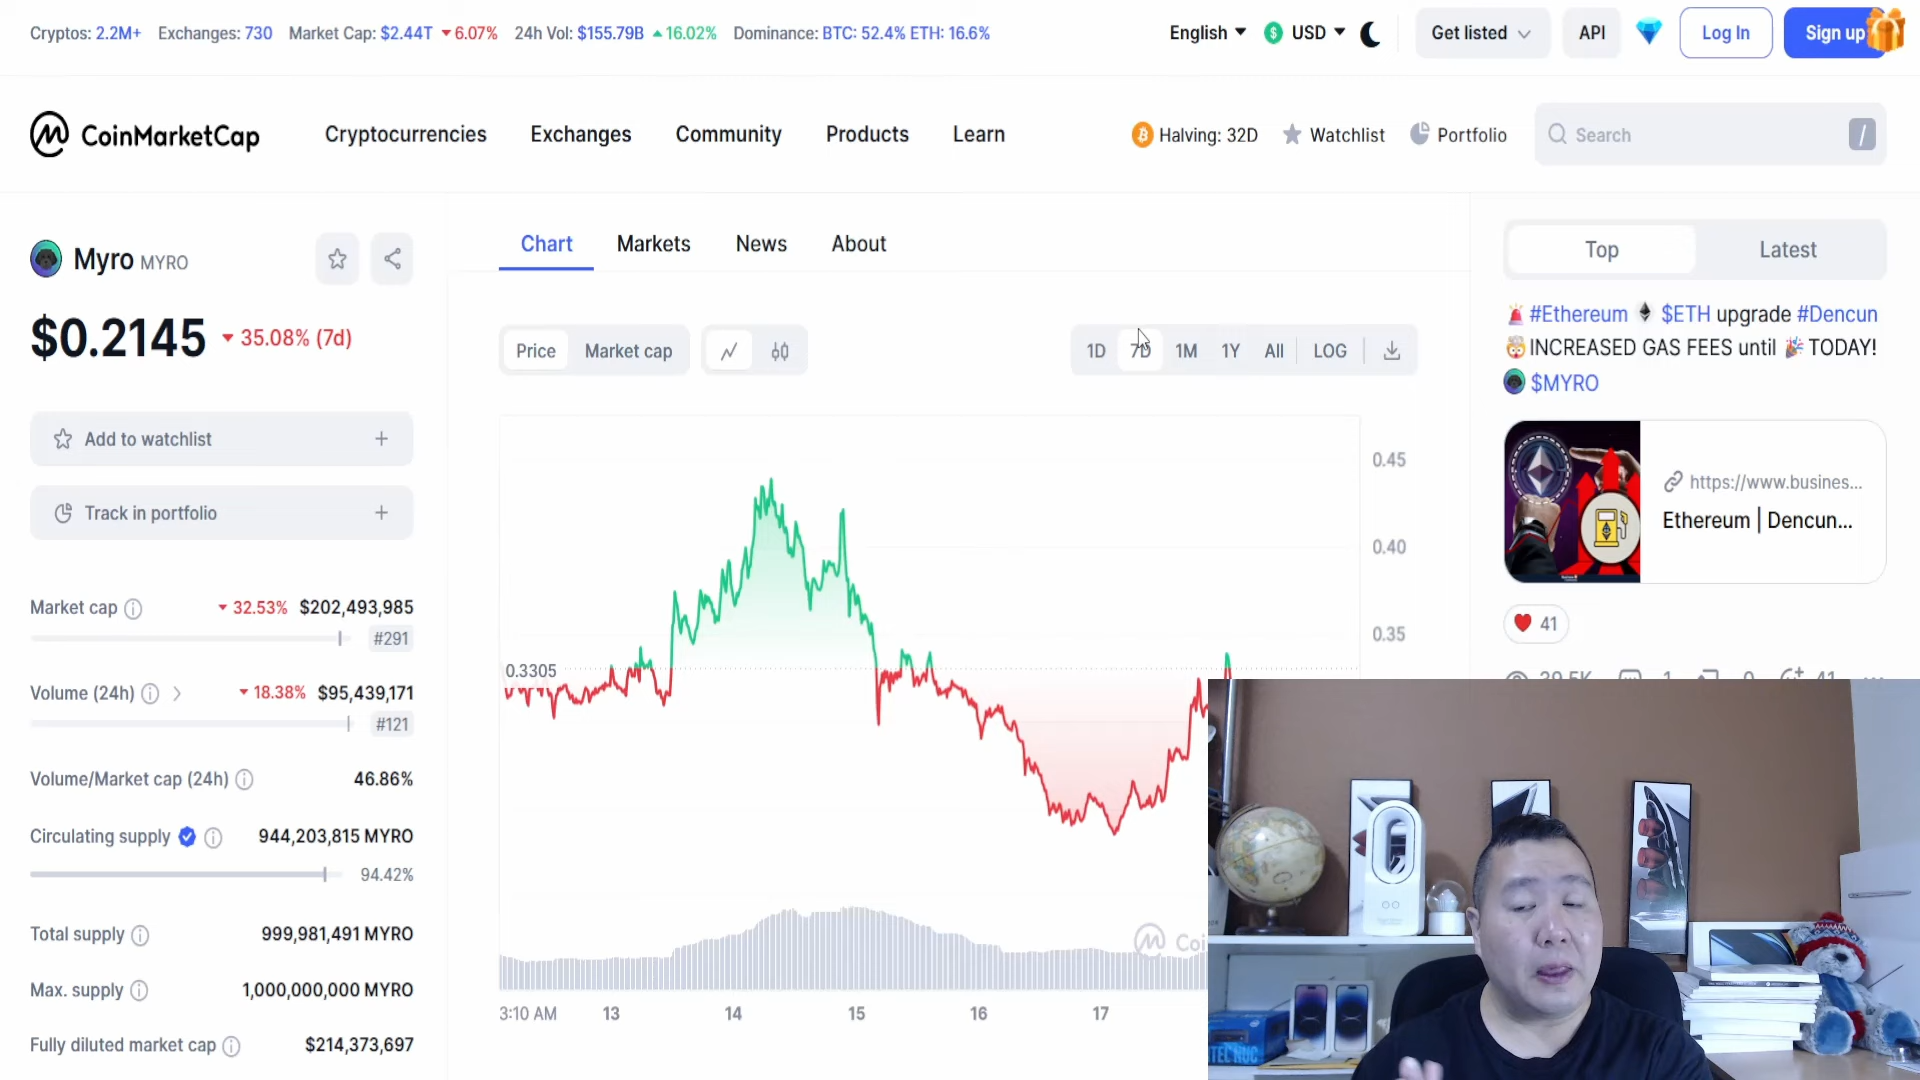 Cryptos: 2.2M+ Exchanges: 730 Market Cap: $2.44T 6.07% 24h Vol: $155.79B 16.02% Dominance: BTC: 52.4% ETH: 16.6%
English USD Get listed API Log In Sign up
CoinMarketCap Cryptocurrencies Exchanges Community Products Learn Halving: 32D Watchlist Portfolio Search /
Myro MYRO
$0.2145 35.08% (7d)
Add to watchlist +
Track in portfolio +
Market cap 32.53% $202,493,985
#291
Volume (24h) 18.38% $95,439,171
#121
Volume/Market cap (24h) 46.86%
Circulating supply 944,203,815 MYRO
94.42%
Total supply 999,981,491 MYRO
Max. supply 1,000,000,000 MYRO
Fully diluted market cap $214,373,697
Chart Markets News About
Price Market cap
1D 7D 1M 1Y All LOG
0.45
0.40
0.35
0.3305
3:10 AM 13 14 15 16 17
Top Latest
#Ethereum $ETH upgrade #Dencun
INCREASED GAS FEES until TODAY!
$MYRO
https://www.busines...
Ethereum | Dencun...
41